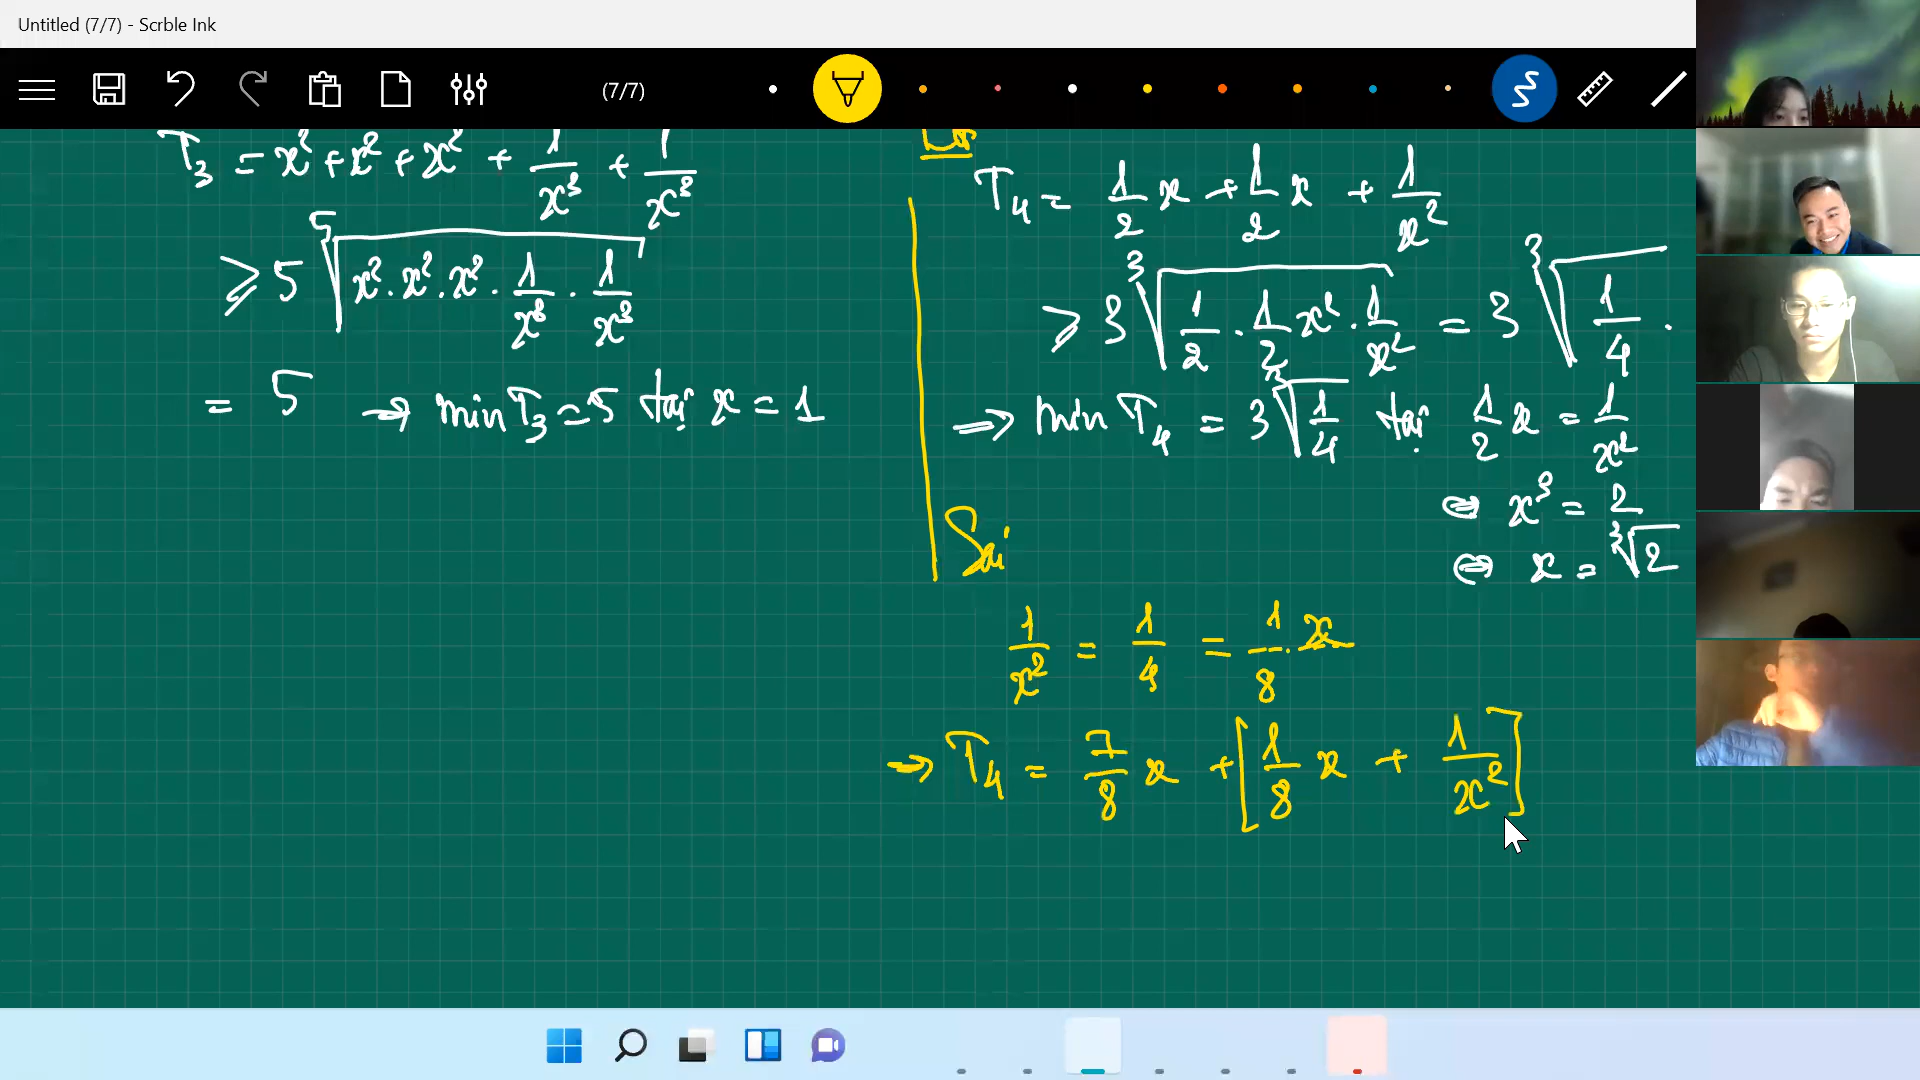 Untitled (7/7) - Scrble Ink
(7/7)
T₃ = x² + x² + x² + 1/x³ + 1/x³
≥ 5 ⁵√(x².x².x².1/x³.1/x³)
= 5 → min T₃ = 5 tại x = 1
T₄ = 1/2 x + 1/2 x + 1/x²
≥ 3 ³√(1/2 . 1/2 x² . 1/x²) = 3 ³√(1/4) .
→ min T₄ = 3 ³√(1/4) tại 1/2 x = 1/x²
⇔ x³ = 2
⇔ x = ³√2
Sai
1/x² = 1/4 = 1/8 . x
→ T₄ = 7/8 x + [1/8 x + 1/x²]